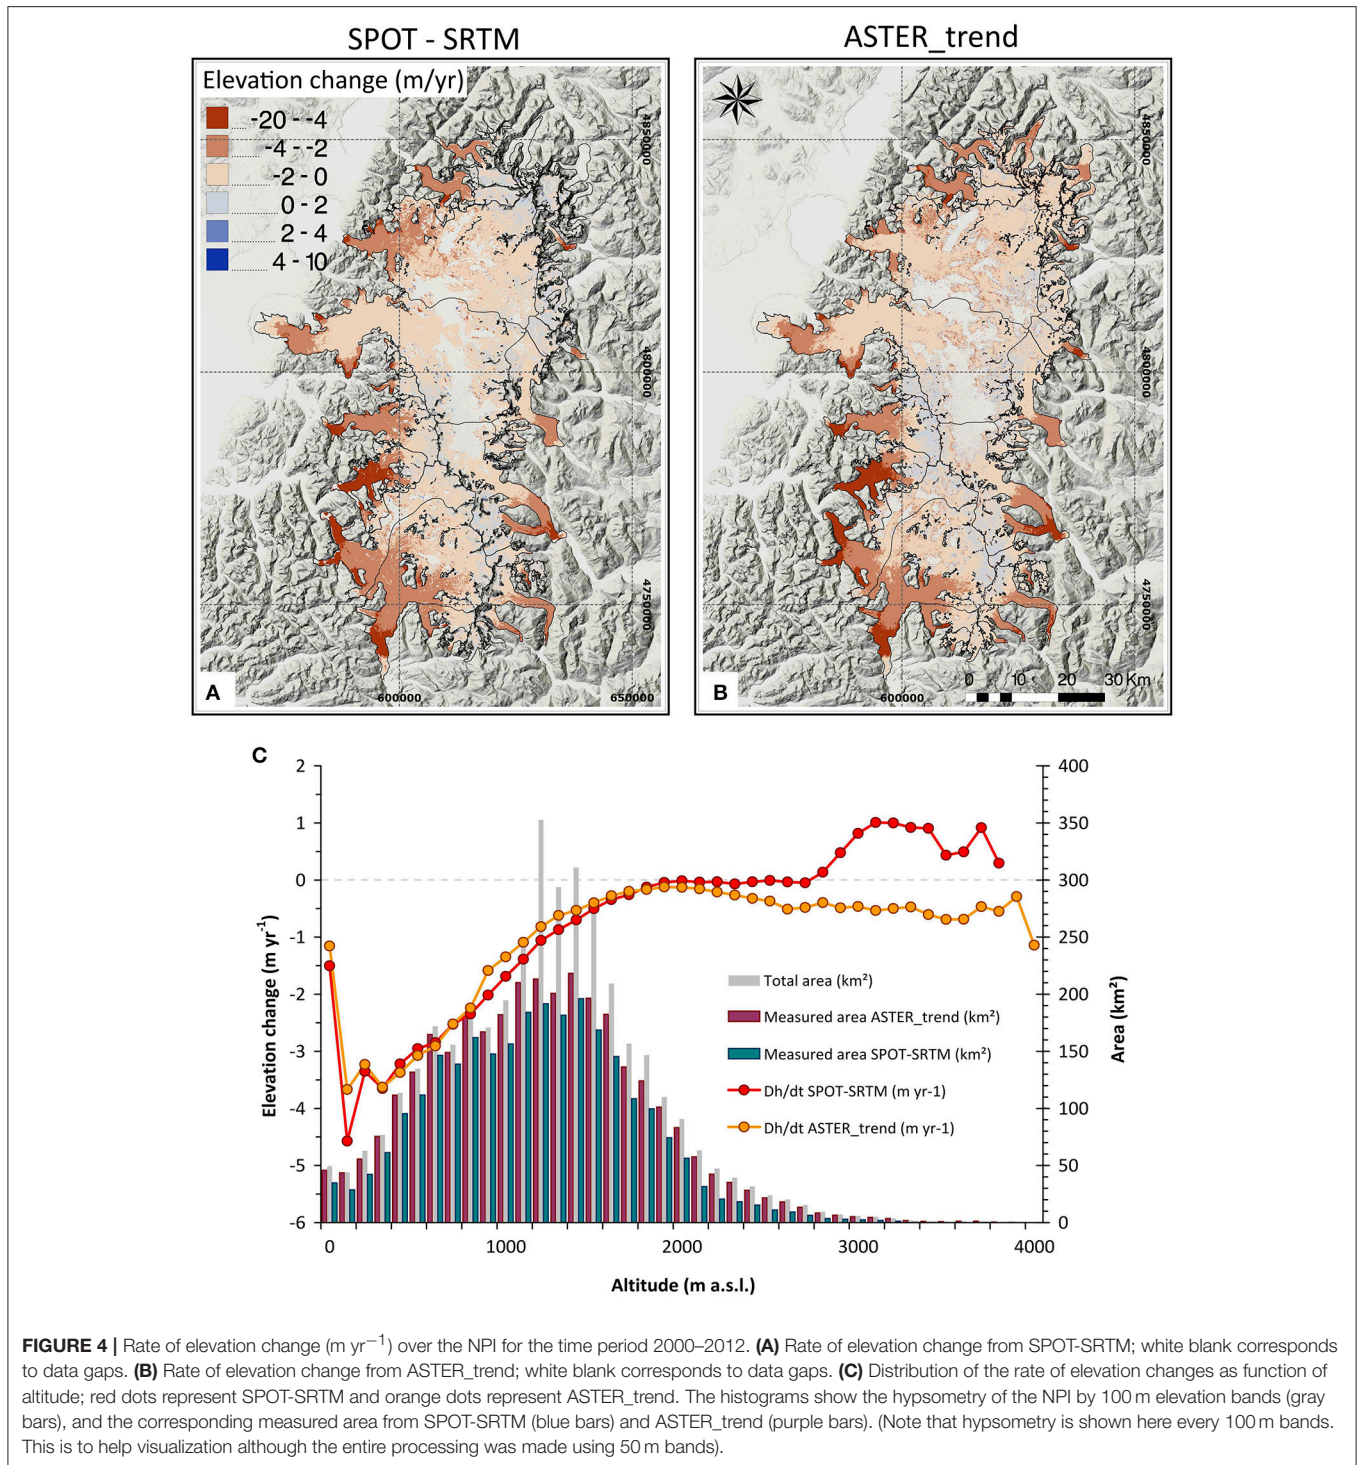 SPOT - SRTM
ASTER_trend
Elevation change (m/yr)
-20 - -4
-4 - -2
-2 - 0
0 - 2
2 - 4
4 - 10
4850000
4800000
4750000
600000
650000
A
4850000
4800000
4750000
600000
0 10 20 30 Km
B
C
2
1
0
-1
-2
-3
-4
-5
-6
Elevation change (m yr-1)
400
350
300
250
200
150
100
50
0
Area (km²)
Total area (km²)
Measured area ASTER_trend (km²)
Measured area SPOT-SRTM (km²)
Dh/dt SPOT-SRTM (m yr-1)
Dh/dt ASTER_trend (m yr-1)
0 1000 2000 3000 4000
Altitude (m a.s.l.)
FIGURE 4 | Rate of elevation change (m yr−1) over the NPI for the time period 2000–2012. (A) Rate of elevation change from SPOT-SRTM; white blank corresponds
to data gaps. (B) Rate of elevation change from ASTER_trend; white blank corresponds to data gaps. (C) Distribution of the rate of elevation changes as function of
altitude; red dots represent SPOT-SRTM and orange dots represent ASTER_trend. The histograms show the hypsometry of the NPI by 100 m elevation bands (gray
bars), and the corresponding measured area from SPOT-SRTM (blue bars) and ASTER_trend (purple bars). (Note that hypsometry is shown here every 100 m bands.
This is to help visualization although the entire processing was made using 50 m bands).